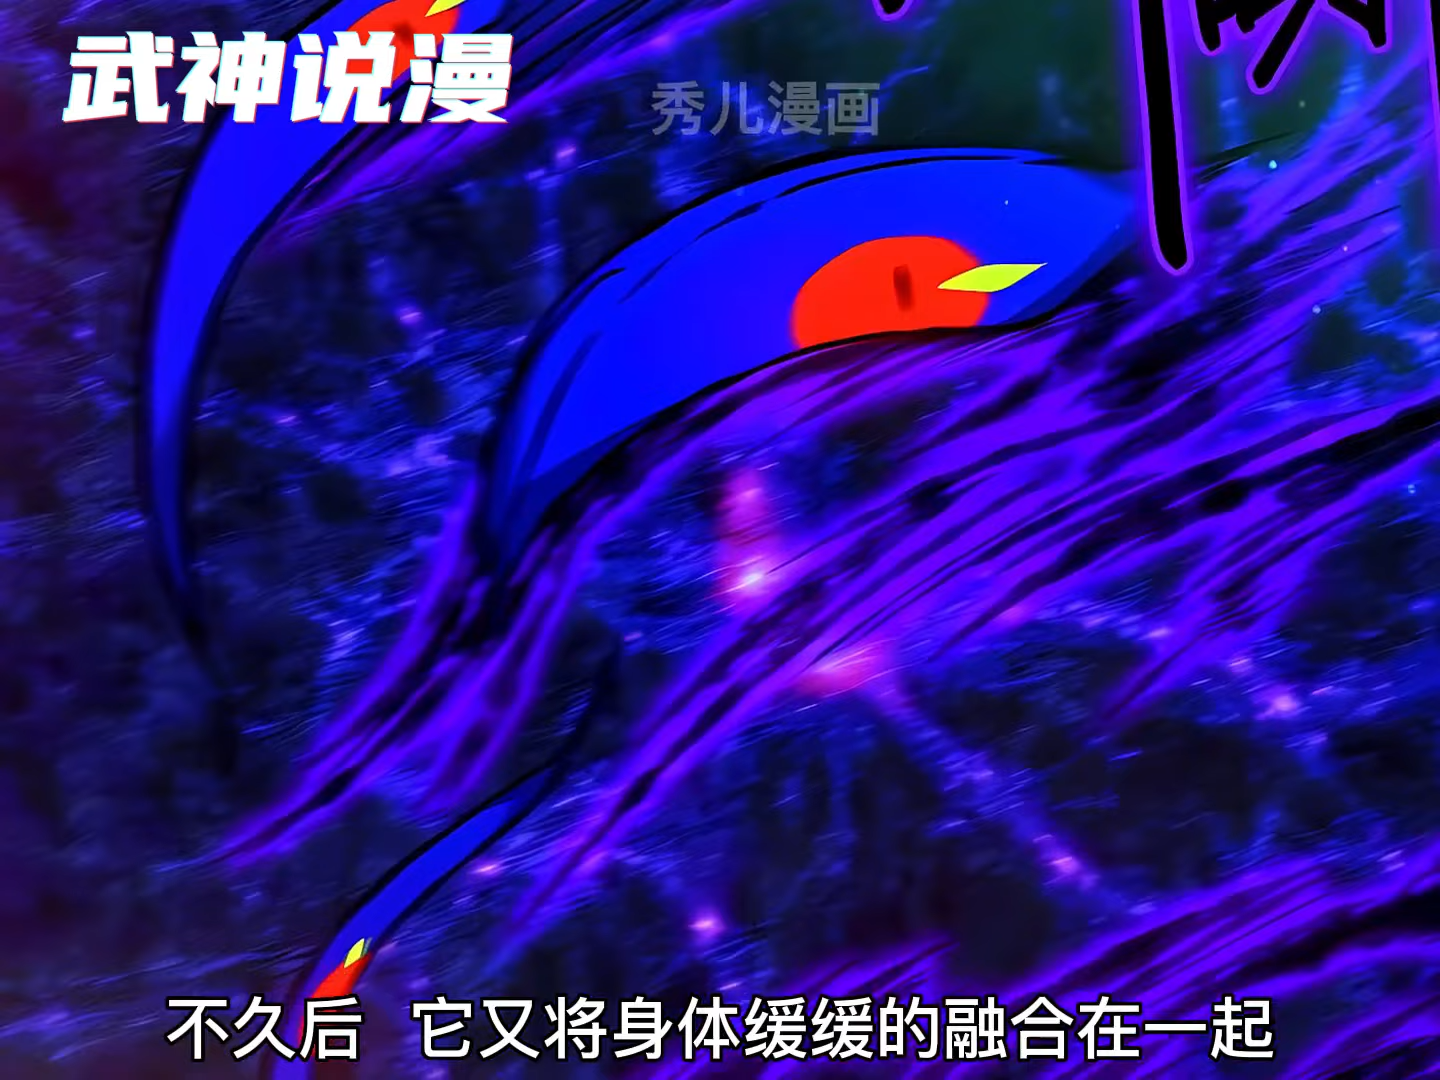 武神说漫
秀儿漫画
不久后 它又将身体缓缓的融合在一起